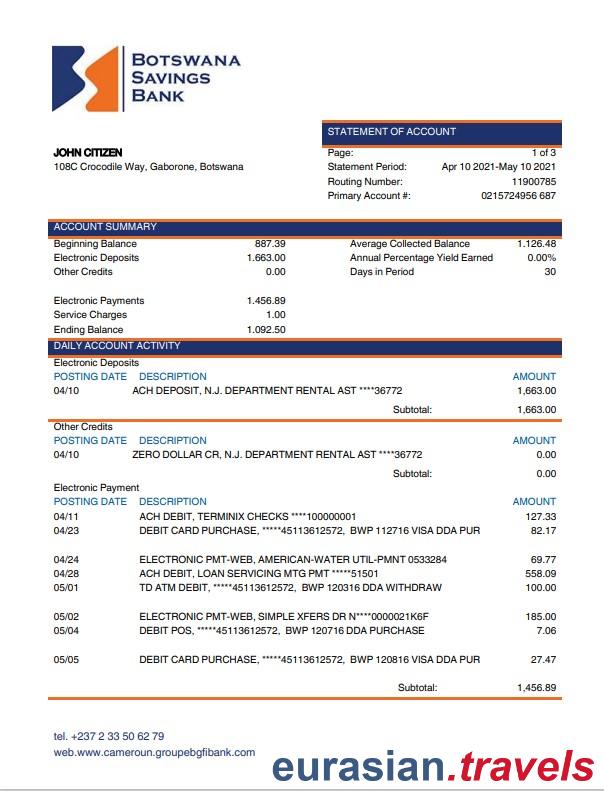 BOTSWANA
SAVINGS
BANK
STATEMENT OF ACCOUNT
JOHN CITIZEN
108C Crocodile Way, Gaborone, Botswana
Page: 1 of 3
Statement Period: Apr 10 2021-May 10 2021
Routing Number: 11900785
Primary Account #: 0215724956 687
ACCOUNT SUMMARY
Beginning Balance 887.39 Average Collected Balance 1.126.48
Electronic Deposits 1.663.00 Annual Percentage Yield Earned 0.00%
Other Credits 0.00 Days in Period 30
Electronic Payments 1.456.89
Service Charges 1.00
Ending Balance 1.092.50
DAILY ACCOUNT ACTIVITY
Electronic Deposits
POSTING DATE DESCRIPTION AMOUNT
04/10 ACH DEPOSIT, N.J. DEPARTMENT RENTAL AST ****36772 1,663.00
Subtotal: 1,663.00
Other Credits
POSTING DATE DESCRIPTION AMOUNT
04/10 ZERO DOLLAR CR, N.J. DEPARTMENT RENTAL AST ****36772 0.00
Subtotal: 0.00
Electronic Payment
POSTING DATE DESCRIPTION AMOUNT
04/11 ACH DEBIT, TERMINIX CHECKS ****100000001 127.33
04/23 DEBIT CARD PURCHASE, *****45113612572, BWP 112716 VISA DDA PUR 82.17
04/24 ELECTRONIC PMT-WEB, AMERICAN-WATER UTIL-PMNT 0533284 69.77
04/28 ACH DEBIT, LOAN SERVICING MTG PMT *****51501 558.09
05/01 TD ATM DEBIT, *****45113612572, BWP 120316 DDA WITHDRAW 100.00
05/02 ELECTRONIC PMT-WEB, SIMPLE XFERS DR N****0000021K6F 185.00
05/04 DEBIT POS, *****45113612572, BWP 120716 DDA PURCHASE 7.06
05/05 DEBIT CARD PURCHASE, *****45113612572, BWP 120816 VISA DDA PUR 27.47
Subtotal: 1,456.89
tel. +237 2 33 50 62 79
web.www.cameroun.groupebgfibank.com
eurasian.travels